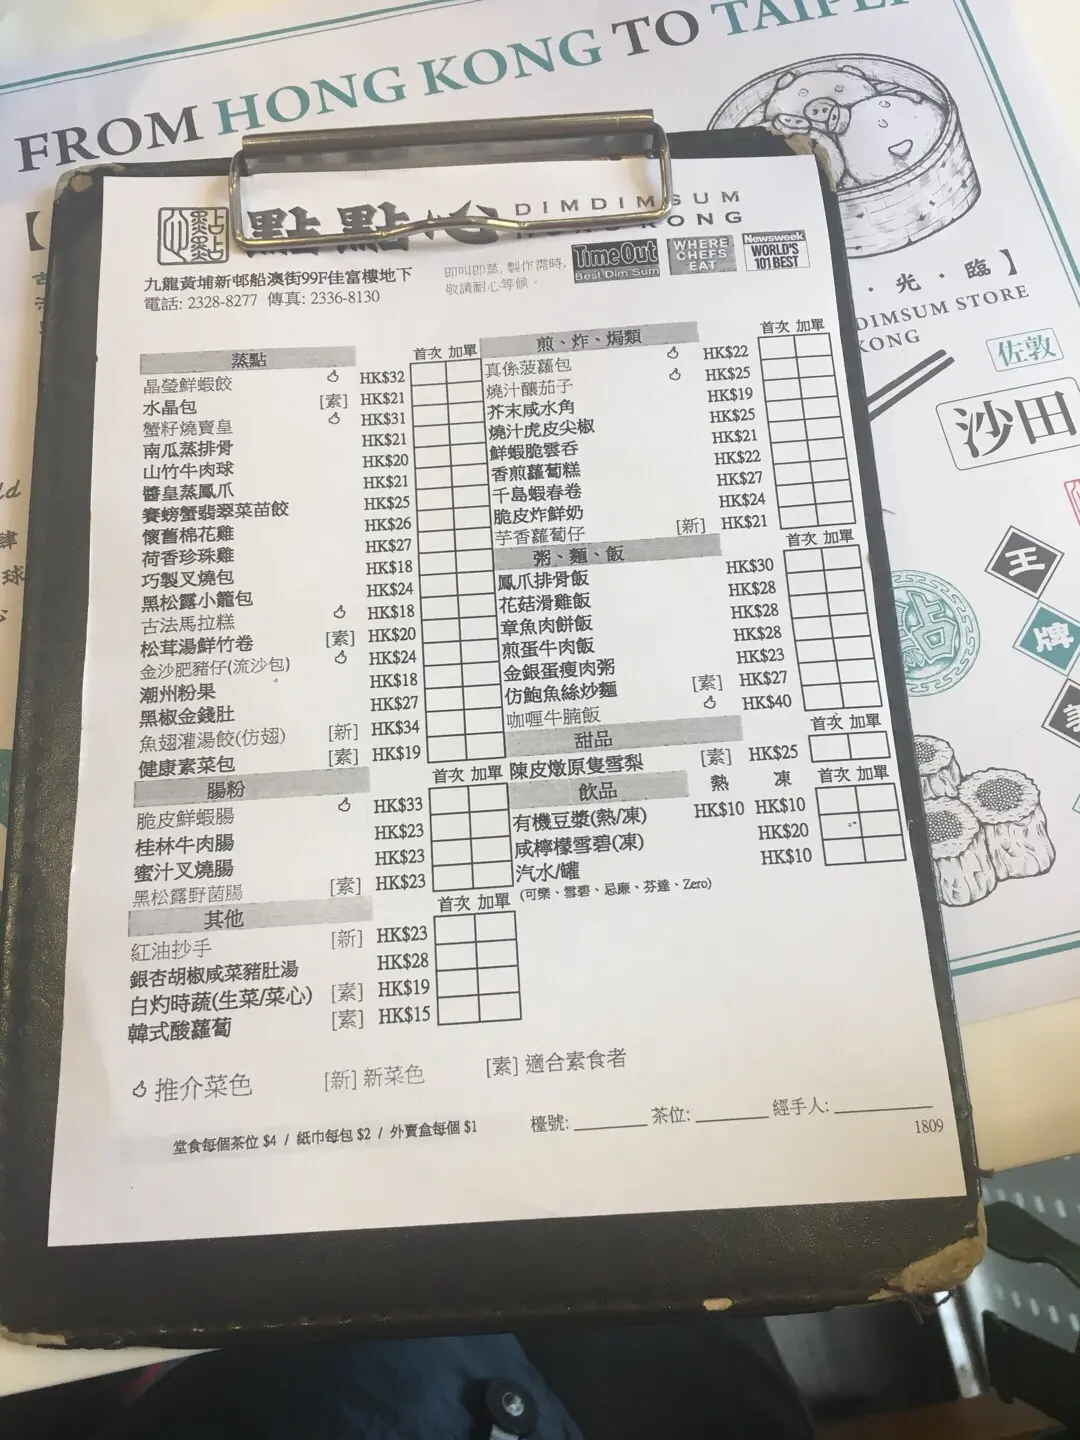 FROM HONG KONG TO TAIPEI
點點心 DIMDIMSUM
HONG KONG
九龍黃埔新邨船澳街99F佳富樓地下
電話: 2328-8277 傳真: 2336-8130
即叫即蒸, 製作需時,
敬請耐心等候。
TimeOut
Best Dim Sum
WHERE
CHEFS
EAT
Newsweek
WORLD'S
101 BEST
蒸點 首次 加單
晶瑩鮮蝦餃 HK$32
水晶包 [素] HK$21
蟹籽燒賣皇 HK$31
南瓜蒸排骨 HK$21
山竹牛肉球 HK$20
醬皇蒸鳳爪 HK$21
賽螃蟹翡翠菜苗餃 HK$25
懷舊棉花雞 HK$26
荷香珍珠雞 HK$27
巧製叉燒包 HK$18
黑松露小籠包 HK$24
古法馬拉糕 HK$18
松茸湯鮮竹卷 [素] HK$20
金沙肥豬仔(流沙包) HK$24
潮州粉果 HK$18
黑椒金錢肚 HK$27
魚翅灌湯餃(仿翅) [新] HK$34
健康素菜包 [素] HK$19
腸粉 首次 加單
脆皮鮮蝦腸 HK$33
桂林牛肉腸 HK$23
蜜汁叉燒腸 HK$23
黑松露野菌腸 [素] HK$23
其他 首次 加單
紅油抄手 [新] HK$23
銀杏胡椒咸菜豬肚湯 HK$28
白灼時蔬(生菜/菜心) [素] HK$19
韓式酸蘿蔔 [素] HK$15
煎、炸、焗類 首次 加單
真係菠蘿包 HK$22
燒汁釀茄子 HK$25
芥末咸水角 HK$19
燒汁虎皮尖椒 HK$25
鮮蝦脆雲吞 HK$21
香煎蘿蔔糕 HK$22
千島蝦春卷 HK$27
脆皮炸鮮奶 HK$24
芋香蘿蔔仔 [新] HK$21
粥、麵、飯 首次 加單
鳳爪排骨飯 HK$30
花菇滑雞飯 HK$28
章魚肉餅飯 HK$28
煎蛋牛肉飯 HK$28
金銀蛋瘦肉粥 HK$23
仿鮑魚絲炒麵 [素] HK$27
咖喱牛腩飯 HK$40
甜品 首次 加單
陳皮燉原隻雪梨 [素] HK$25
飲品 熱 凍 首次 加單
有機豆漿(熱/凍) HK$10 HK$10
咸檸檬雪碧(凍) HK$20
汽水/罐 HK$10
(可樂、雪碧、忌廉、芬達、Zero)
推介菜色 [新] 新菜色 [素] 適合素食者
堂食每個茶位 $4 / 紙巾每包 $2 / 外賣盒每個 $1
檯號: 茶位: 經手人:
1809
光 · 臨 】
DIMSUM STORE
KONG
佐敦
沙田
王
牌